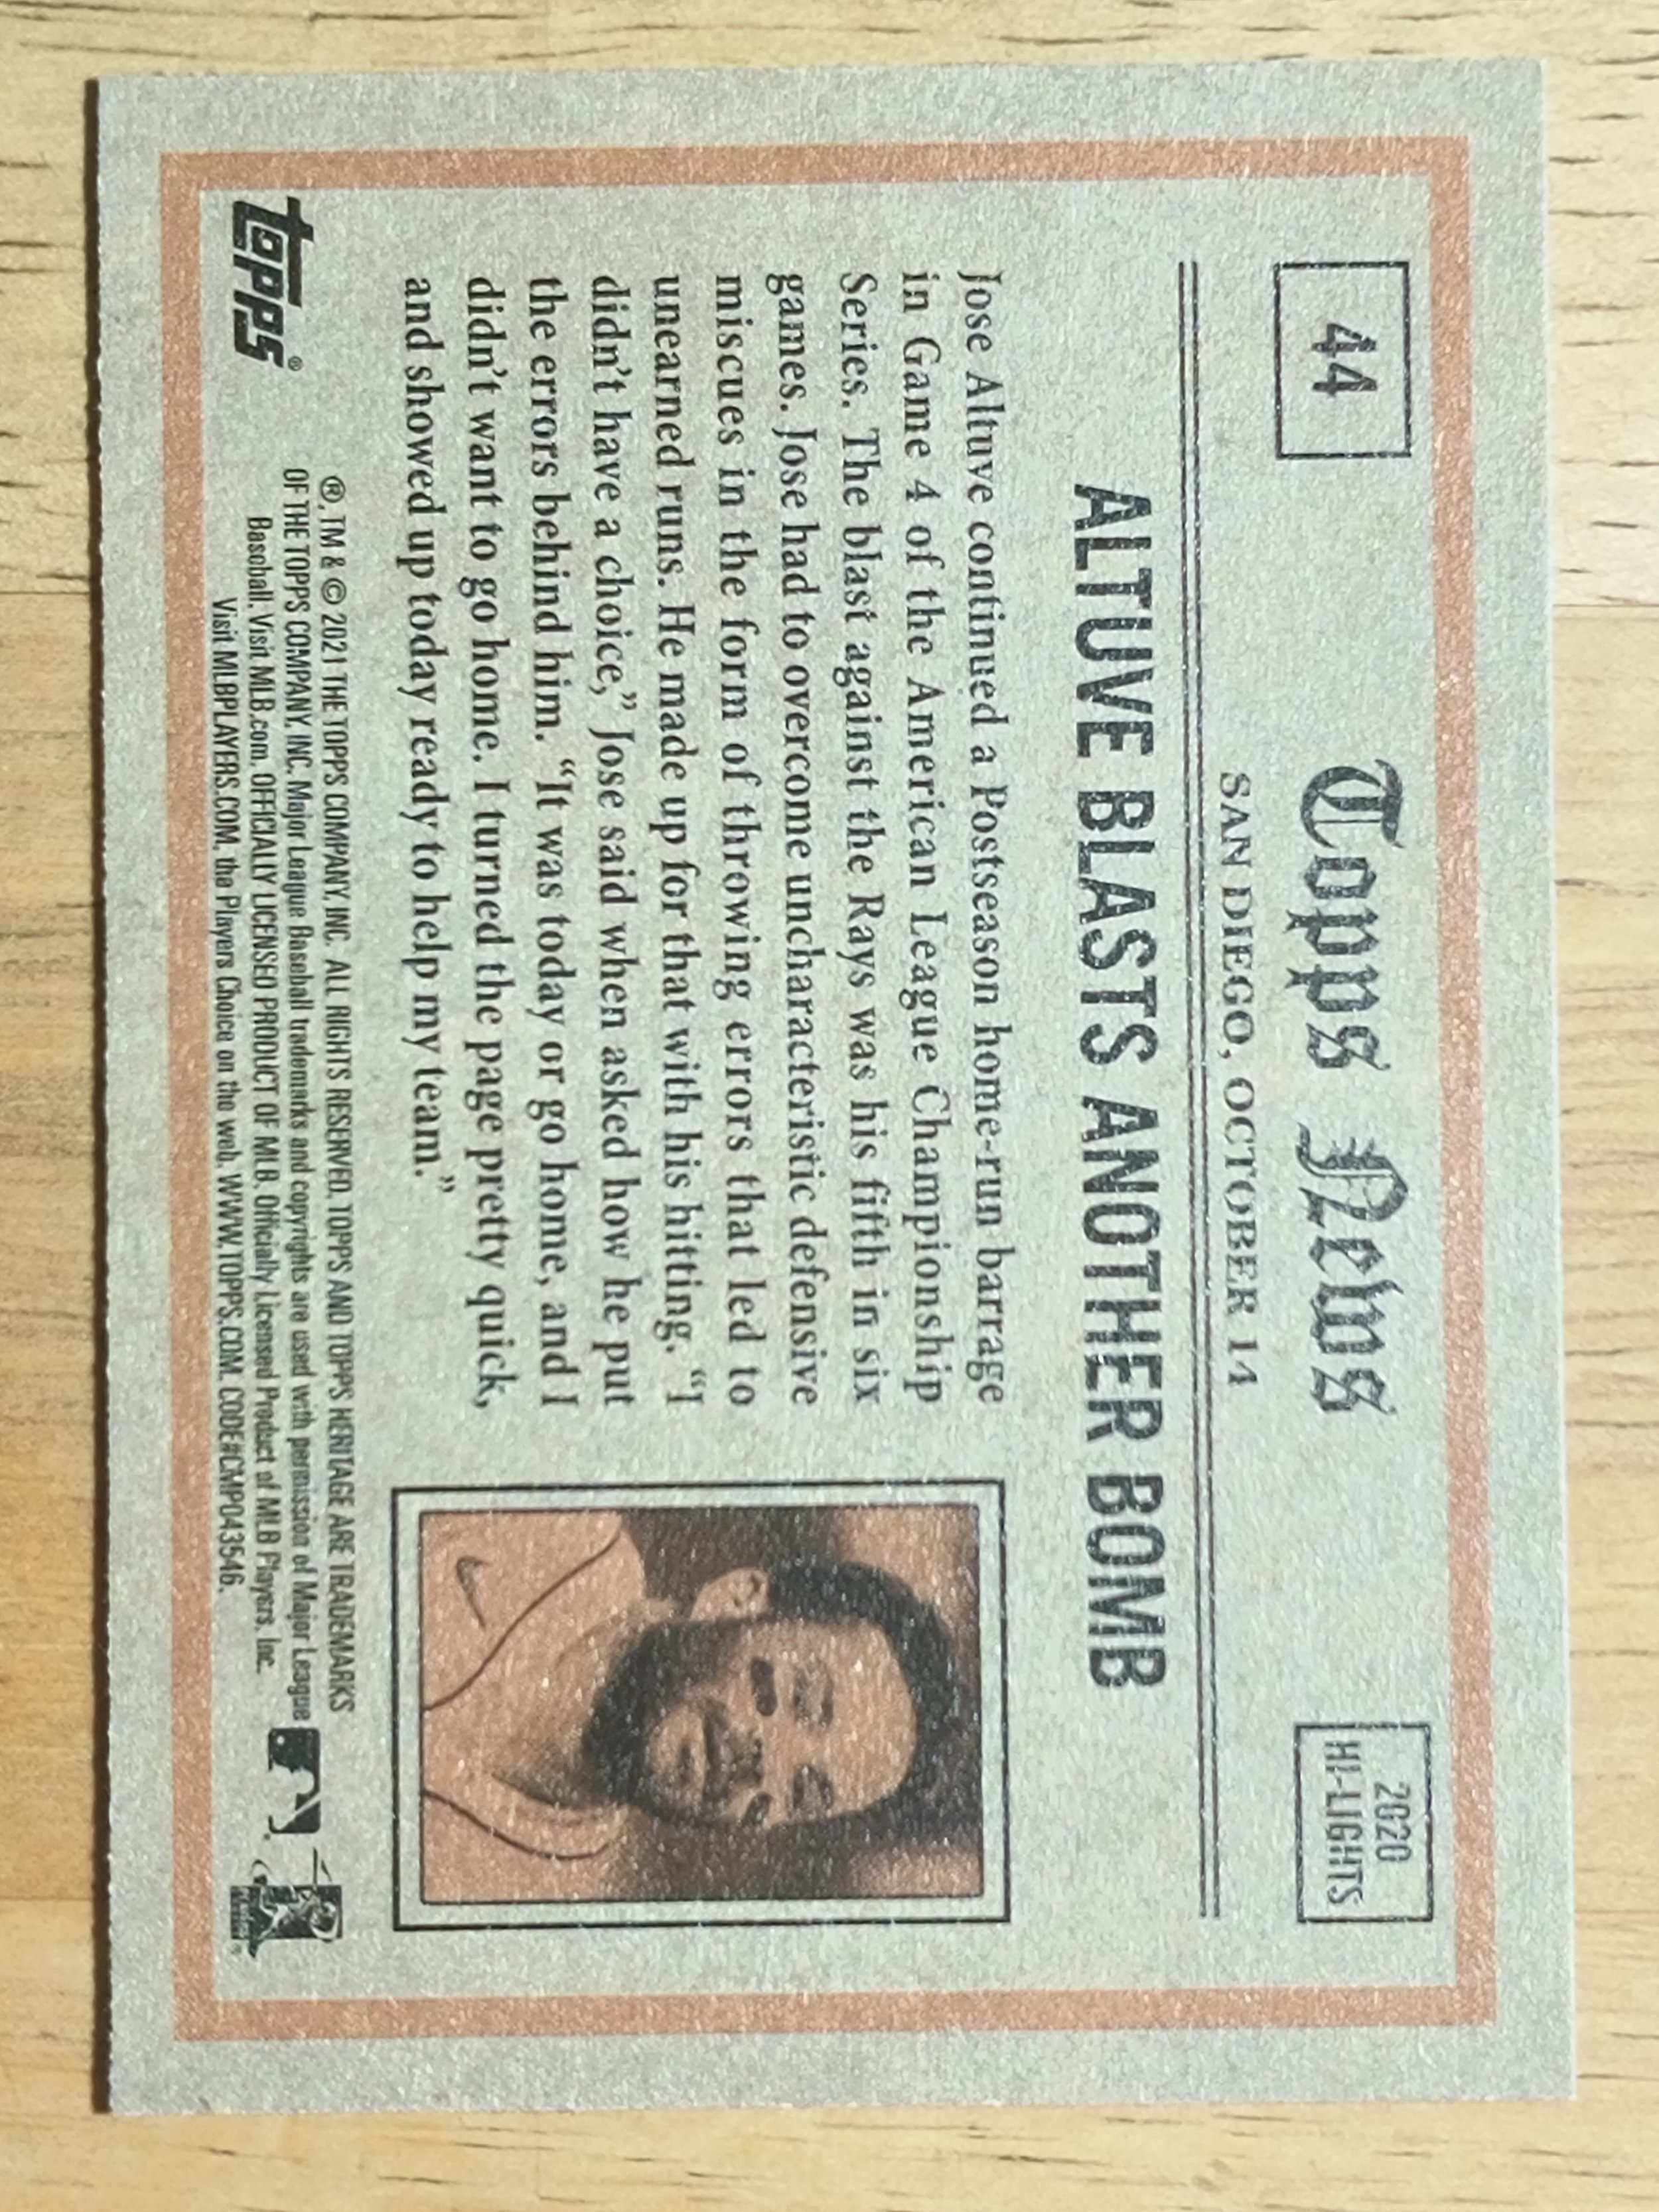 44
Topps News
2020
HI-LIGHTS
SAN DIEGO, OCTOBER 14
ALTUVE BLASTS ANOTHER BOMB
Jose Altuve continued a Postseason home-run barrage
in Game 4 of the American League Championship
Series. The blast against the Rays was his fifth in six
games. Jose had to overcome uncharacteristic defensive
miscues in the form of throwing errors that led to
unearned runs. He made up for that with his hitting. “I
didn’t have a choice,” Jose said when asked how he put
the errors behind him. “It was today or go home, and I
didn’t want to go home. I turned the page pretty quick,
and showed up today ready to help my team.”
topps®
®, TM & © 2021 THE TOPPS COMPANY, INC. ALL RIGHTS RESERVED. TOPPS AND TOPPS HERITAGE ARE TRADEMARKS
OF THE TOPPS COMPANY, INC. Major League Baseball trademarks and copyrights are used with permission of Major League
Baseball. Visit MLB.com. OFFICIALLY LICENSED PRODUCT OF MLB. Officially Licensed Product of MLB Players, Inc.
Visit MLBPLAYERS.COM, the Players Choice on the web. WWW.TOPPS.COM. CODE#CMP043546.